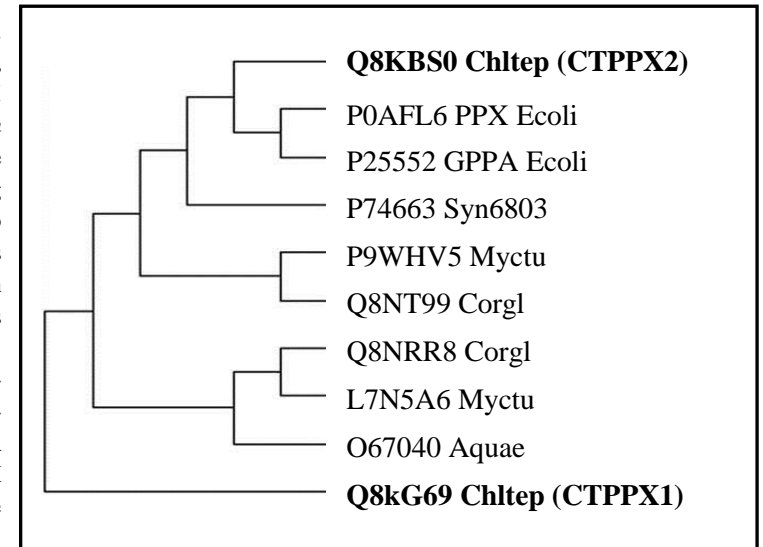 Q8KBS0 Chltep (CTPPX2)
P0AFL6 PPX Ecoli
P25552 GPPA Ecoli
P74663 Syn6803
P9WHV5 Myctu
Q8NT99 Corgl
Q8NRR8 Corgl
L7N5A6 Myctu
O67040 Aquae
Q8kG69 Chltep (CTPPX1)